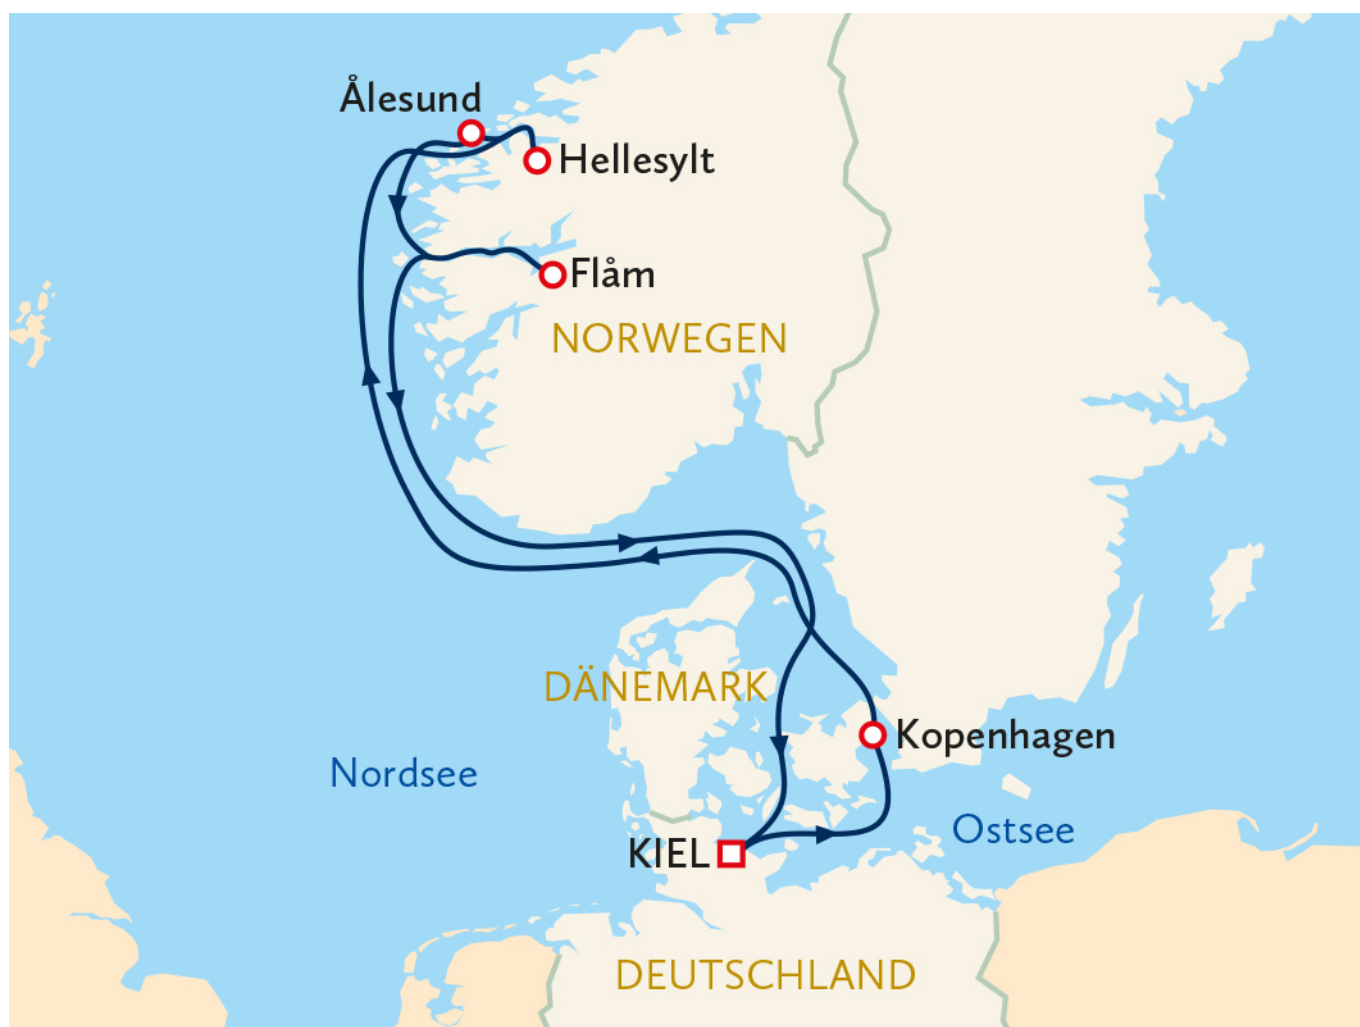 Ålesund
Hellesylt
Flåm
NORWEGEN
DÄNEMARK
Kopenhagen
Nordsee
Ostsee
KIEL
DEUTSCHLAND